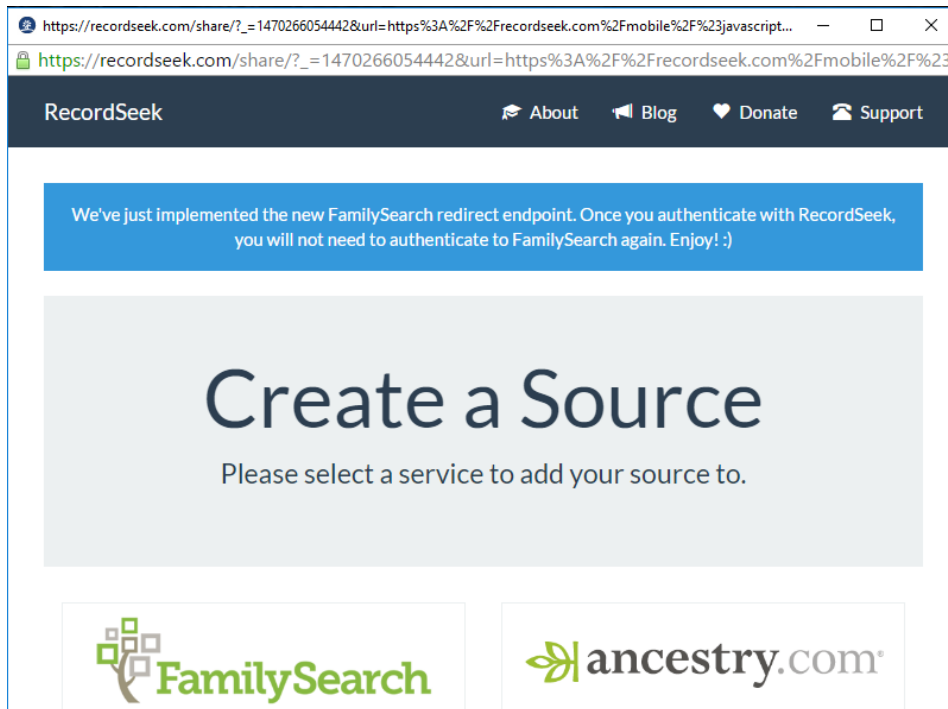 https://recordseek.com/share/?_=1470266054442&url=https%3A%2F%2Frecordseek.com%2Fmobile%2F%23javascript...
https://recordseek.com/share/?_=1470266054442&url=https%3A%2F%2Frecordseek.com%2Fmobile%2F%23
RecordSeek About Blog Donate Support
We've just implemented the new FamilySearch redirect endpoint. Once you authenticate with RecordSeek,
you will not need to authenticate to FamilySearch again. Enjoy! :)
Create a Source
Please select a service to add your source to.
FamilySearch ancestry.com®